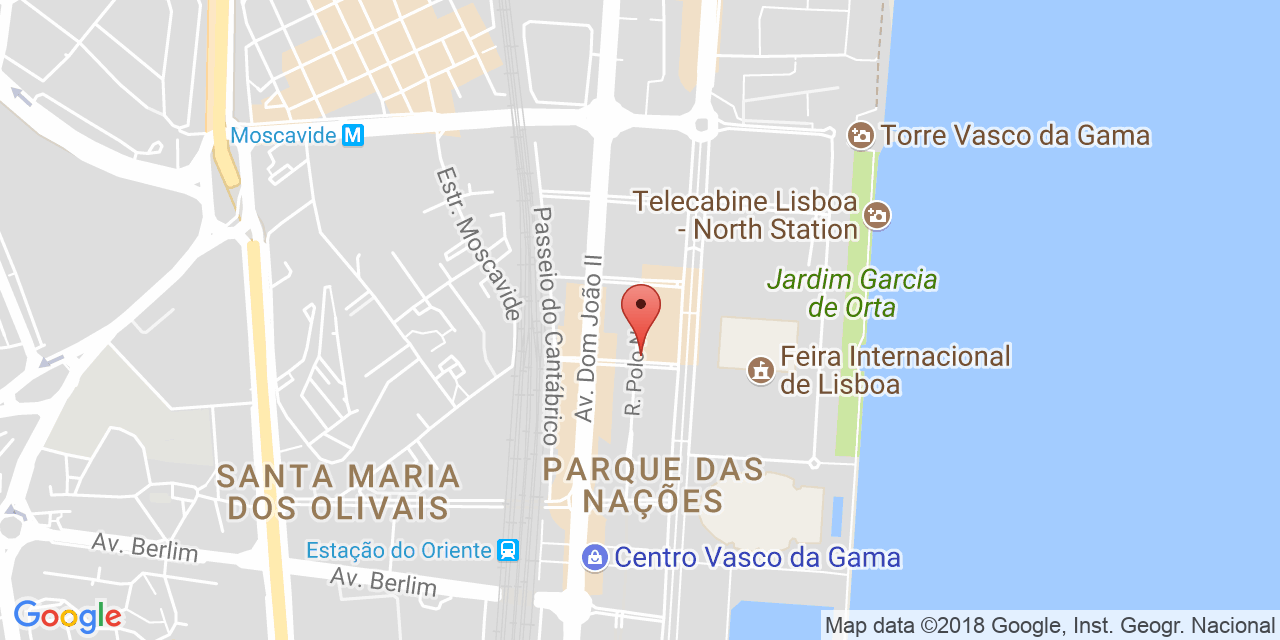 Moscavide M
Torre Vasco da Gama
Estr. Moscavide
Telecabine Lisboa
- North Station
Passeio do Cantábrico
Av. Dom João II
Jardim Garcia
de Orta
R. Polo
Feira Internacional
de Lisboa
SANTA MARIA
DOS OLIVAIS
PARQUE DAS
NAÇÕES
Av. Berlim
Estação do Oriente
Centro Vasco da Gama
Av. Berlim
Google
Map data ©2018 Google, Inst. Geogr. Nacional